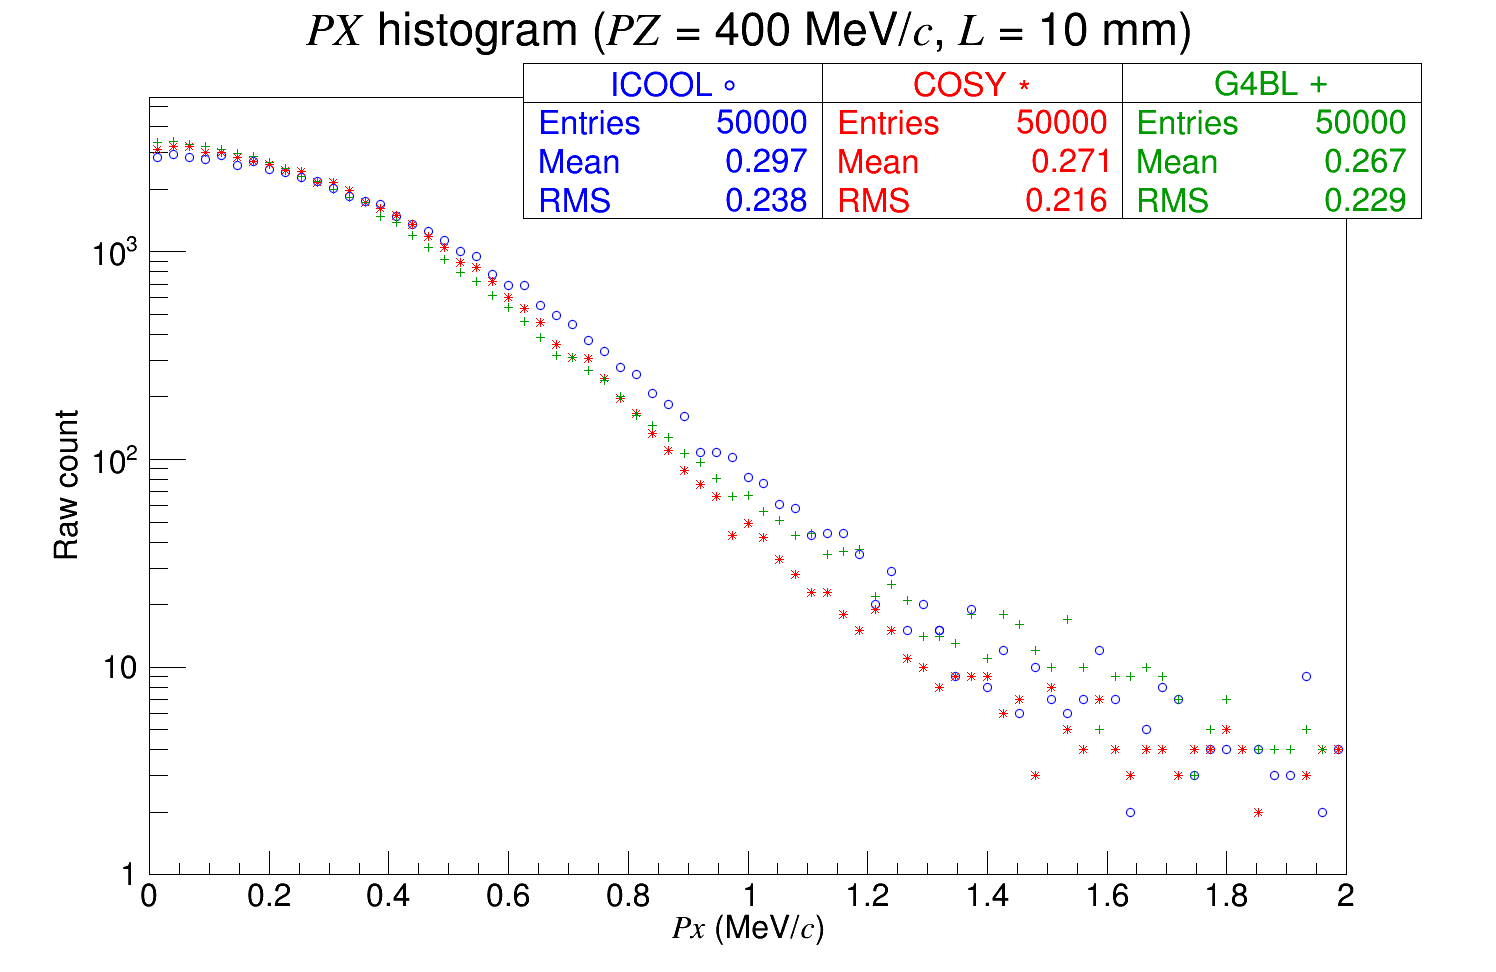 PX histogram (PZ = 400 MeV/c, L = 10 mm)
ICOOL COSY * G4BL +
Entries 50000 Entries 50000 Entries 50000
Mean 0.297 Mean 0.271 Mean 0.267
RMS 0.238 RMS 0.216 RMS 0.229
10³
10²
10
1
Raw count
0 0.2 0.4 0.6 0.8 1 1.2 1.4 1.6 1.8 2
Px (MeV/c)